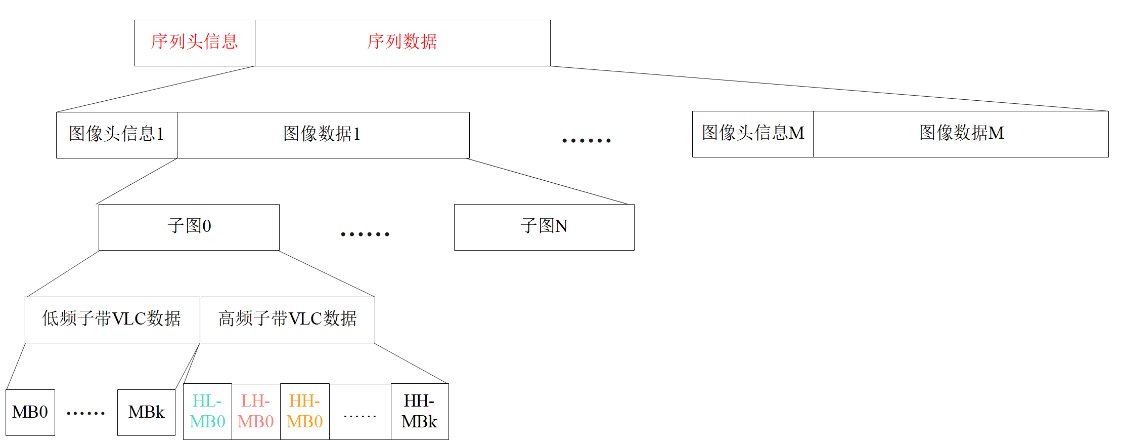 序列头信息 序列数据
图像头信息1 图像数据1 …… 图像头信息M 图像数据M
子图0 …… 子图N
低频子带VLC数据 高频子带VLC数据
MB0 …… MBk
HL-
MB0
LH-
MB0
HH-
MB0
……
HH-
MBk